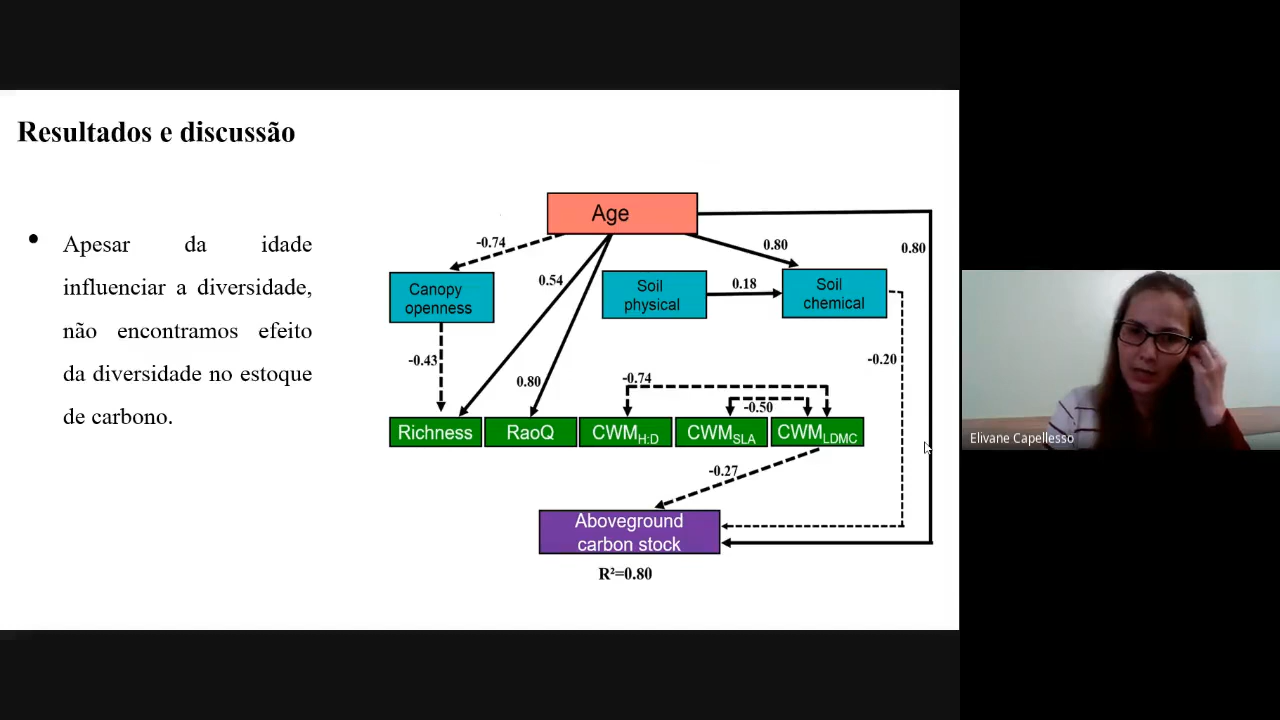 Resultados e discussão
Apesar da idade
influenciar a diversidade,
não encontramos efeito
da diversidade no estoque
de carbono.
Age
-0.74
0.80
0.80
0.54
Canopy
openness
Soil
physical
0.18
Soil
chemical
-0.43
-0.20
0.80
-0.74
-0.50
Richness
RaoQ
CWMH:D
CWMSLA
CWMLDMC
-0.27
Aboveground
carbon stock
R²=0.80
Elivane Capellesso